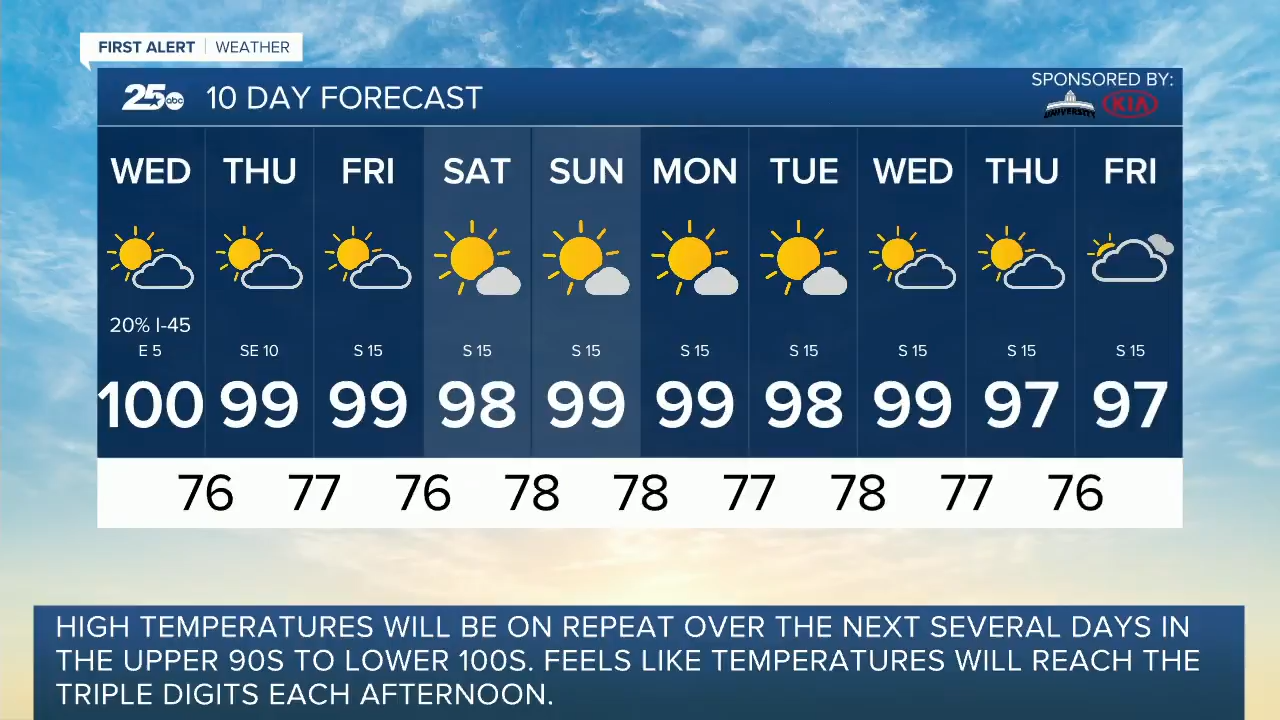 FIRST ALERT | WEATHER
25 abc 10 DAY FORECAST
SPONSORED BY:
UNIVERSITY KIA
WED THU FRI SAT SUN MON TUE WED THU FRI
20% I-45
E 5 SE 10 S 15 S 15 S 15 S 15 S 15 S 15 S 15 S 15
100 99 99 98 99 99 98 99 97 97
76 77 76 78 78 77 78 77 76
HIGH TEMPERATURES WILL BE ON REPEAT OVER THE NEXT SEVERAL DAYS IN
THE UPPER 90S TO LOWER 100S. FEELS LIKE TEMPERATURES WILL REACH THE
TRIPLE DIGITS EACH AFTERNOON.